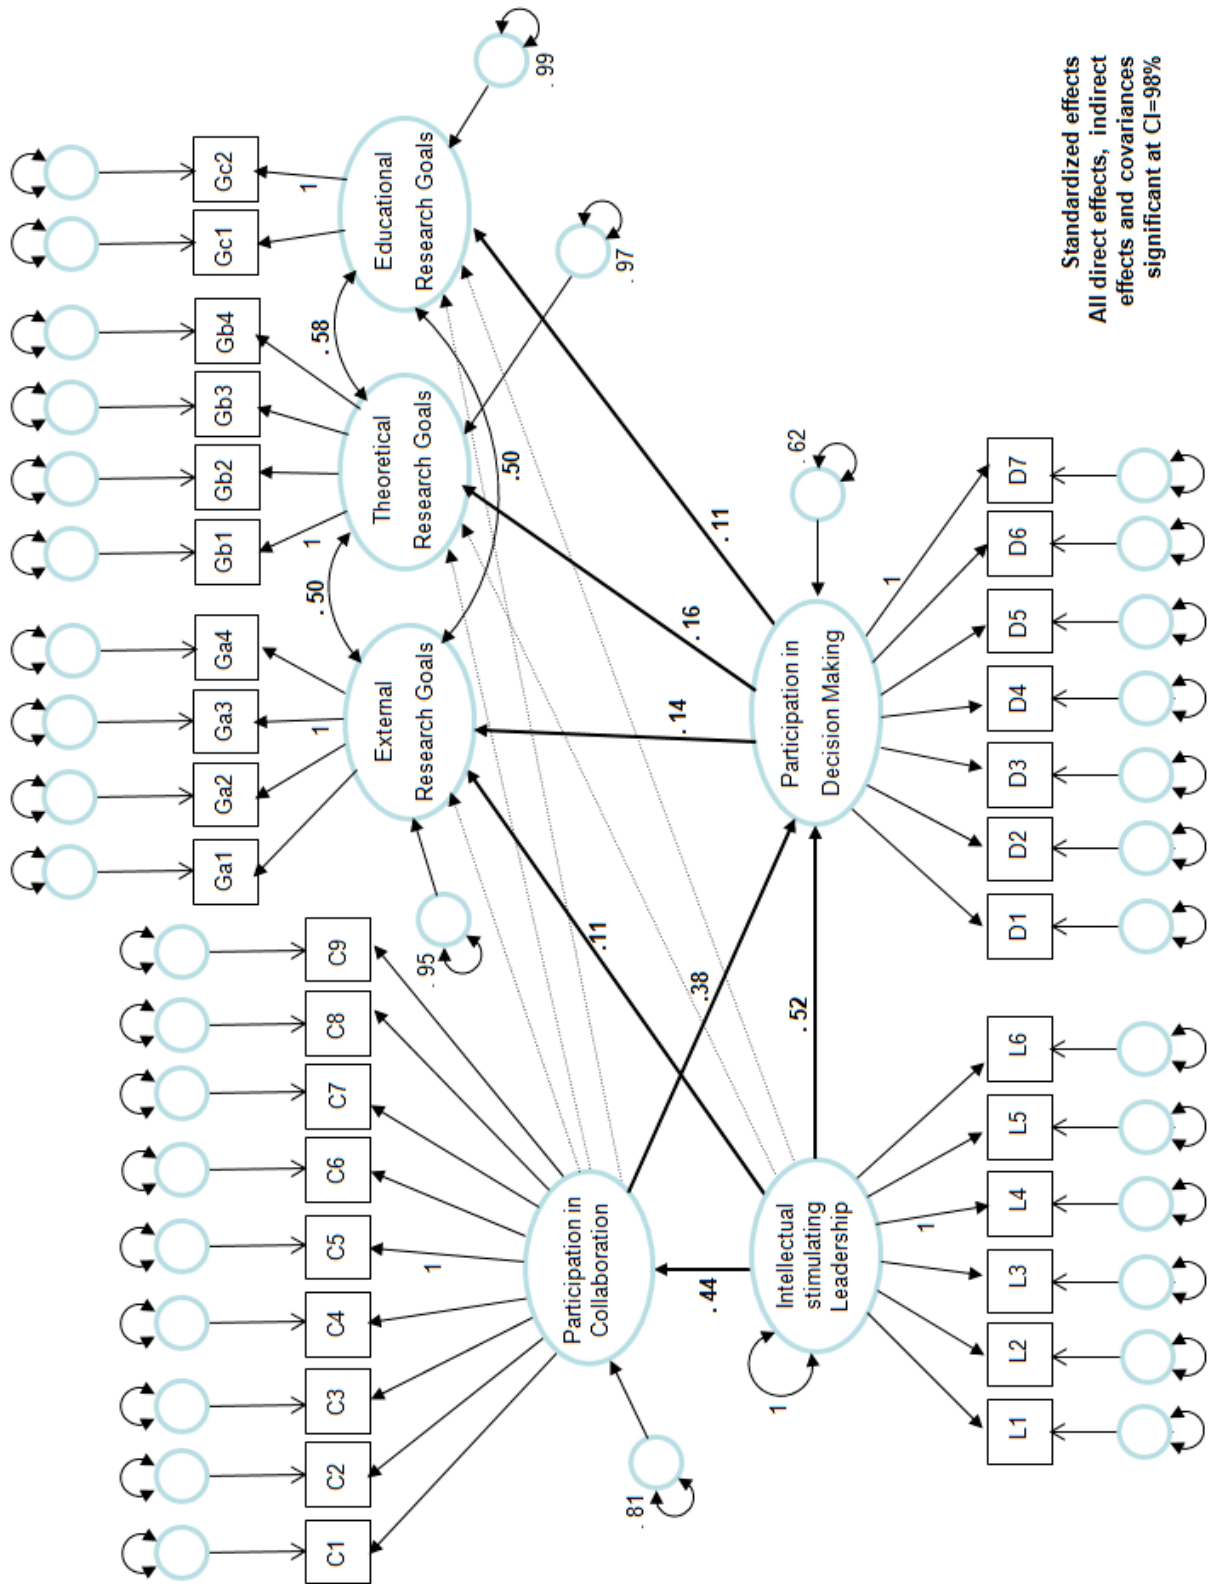 C1
C2
C3
C4
C5
C6
C7
C8
C9
1
Ga1
Ga2
Ga3
Ga4
1
Gb1
Gb2
Gb3
Gb4
1
Gc1
Gc2
1
External
Research Goals
Theoretical
Research Goals
Educational
Research Goals
.50
.58
.50
.95
.97
.99
Participation in
Collaboration
.81
.44
.11
.38
.52
.14
.16
.11
Intellectual
stimulating
Leadership
1
Participation in
Decision Making
.62
L1
L2
L3
L4
L5
L6
1
D1
D2
D3
D4
D5
D6
D7
1
Standardized effects
All direct effects, indirect
effects and covariances
significant at CI=98%